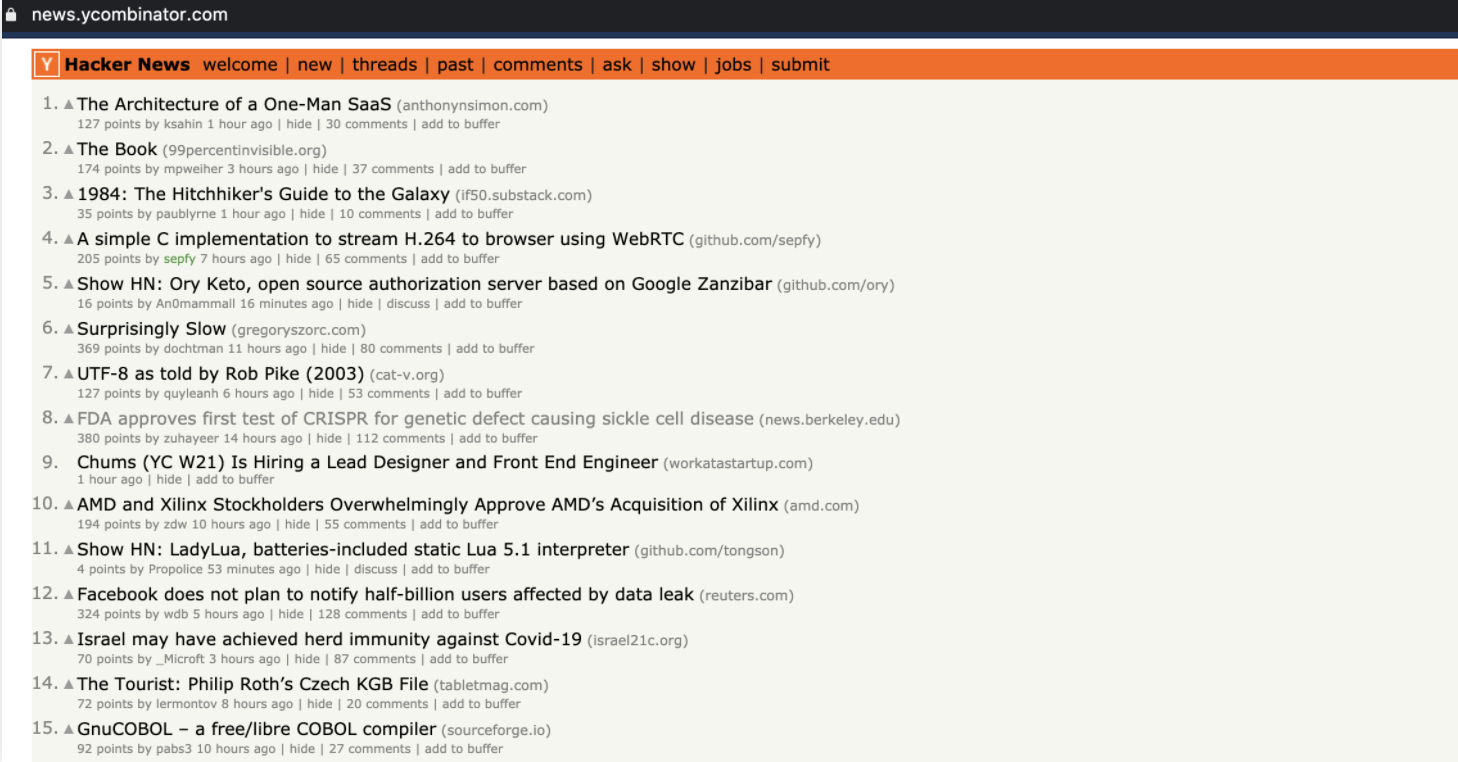 news.ycombinator.com
Y Hacker News welcome | new | threads | past | comments | ask | show | jobs | submit
1. The Architecture of a One-Man SaaS (anthonynsimon.com)
127 points by ksahin 1 hour ago | hide | 30 comments | add to buffer
2. The Book (99percentinvisible.org)
174 points by mpweiher 3 hours ago | hide | 37 comments | add to buffer
3. 1984: The Hitchhiker's Guide to the Galaxy (if50.substack.com)
35 points by paublyrne 1 hour ago | hide | 10 comments | add to buffer
4. A simple C implementation to stream H.264 to browser using WebRTC (github.com/sepfy)
205 points by sepfy 7 hours ago | hide | 65 comments | add to buffer
5. Show HN: Ory Keto, open source authorization server based on Google Zanzibar (github.com/ory)
16 points by An0mammall 16 minutes ago | hide | discuss | add to buffer
6. Surprisingly Slow (gregoryszorc.com)
369 points by dochtman 11 hours ago | hide | 80 comments | add to buffer
7. UTF-8 as told by Rob Pike (2003) (cat-v.org)
127 points by quyleanh 6 hours ago | hide | 53 comments | add to buffer
8. FDA approves first test of CRISPR for genetic defect causing sickle cell disease (news.berkeley.edu)
380 points by zuhayeer 14 hours ago | hide | 112 comments | add to buffer
9. Chums (YC W21) Is Hiring a Lead Designer and Front End Engineer (workatastartup.com)
1 hour ago | hide | add to buffer
10. AMD and Xilinx Stockholders Overwhelmingly Approve AMD’s Acquisition of Xilinx (amd.com)
194 points by zdw 10 hours ago | hide | 55 comments | add to buffer
11. Show HN: LadyLua, batteries-included static Lua 5.1 interpreter (github.com/tongson)
4 points by Propolice 53 minutes ago | hide | discuss | add to buffer
12. Facebook does not plan to notify half-billion users affected by data leak (reuters.com)
324 points by wdb 5 hours ago | hide | 128 comments | add to buffer
13. Israel may have achieved herd immunity against Covid-19 (israel21c.org)
70 points by _Microft 3 hours ago | hide | 87 comments | add to buffer
14. The Tourist: Philip Roth’s Czech KGB File (tabletmag.com)
72 points by lermontov 8 hours ago | hide | 20 comments | add to buffer
15. GnuCOBOL – a free/libre COBOL compiler (sourceforge.io)
92 points by pabs3 10 hours ago | hide | 27 comments | add to buffer